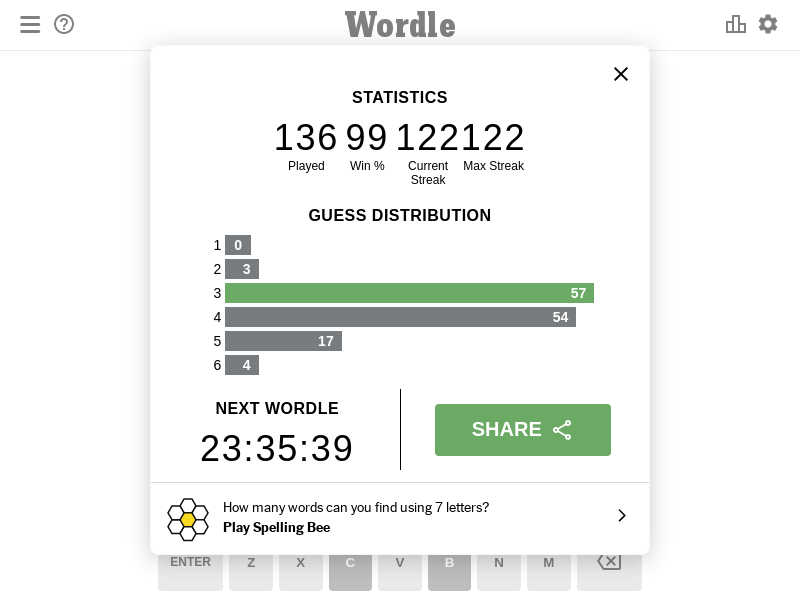 Wordle
STATISTICS
136 99 122 122
Played Win % Current Streak Max Streak
GUESS DISTRIBUTION
1 0
2 3
3 57
4 54
5 17
6 4
NEXT WORDLE
23:35:39
SHARE
How many words can you find using 7 letters?
Play Spelling Bee
ENTER Z X C V B N M